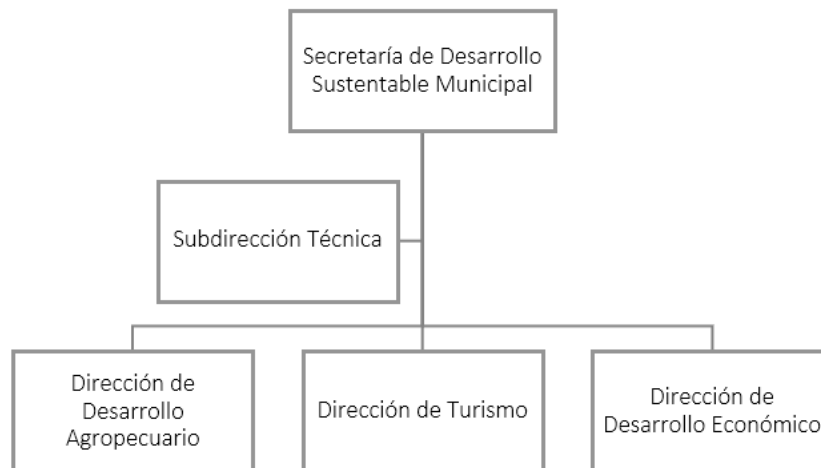 Secretaría de Desarrollo
Sustentable Municipal
Subdirección Técnica
Dirección de
Desarrollo
Agropecuario
Dirección de Turismo
Dirección de
Desarrollo Económico